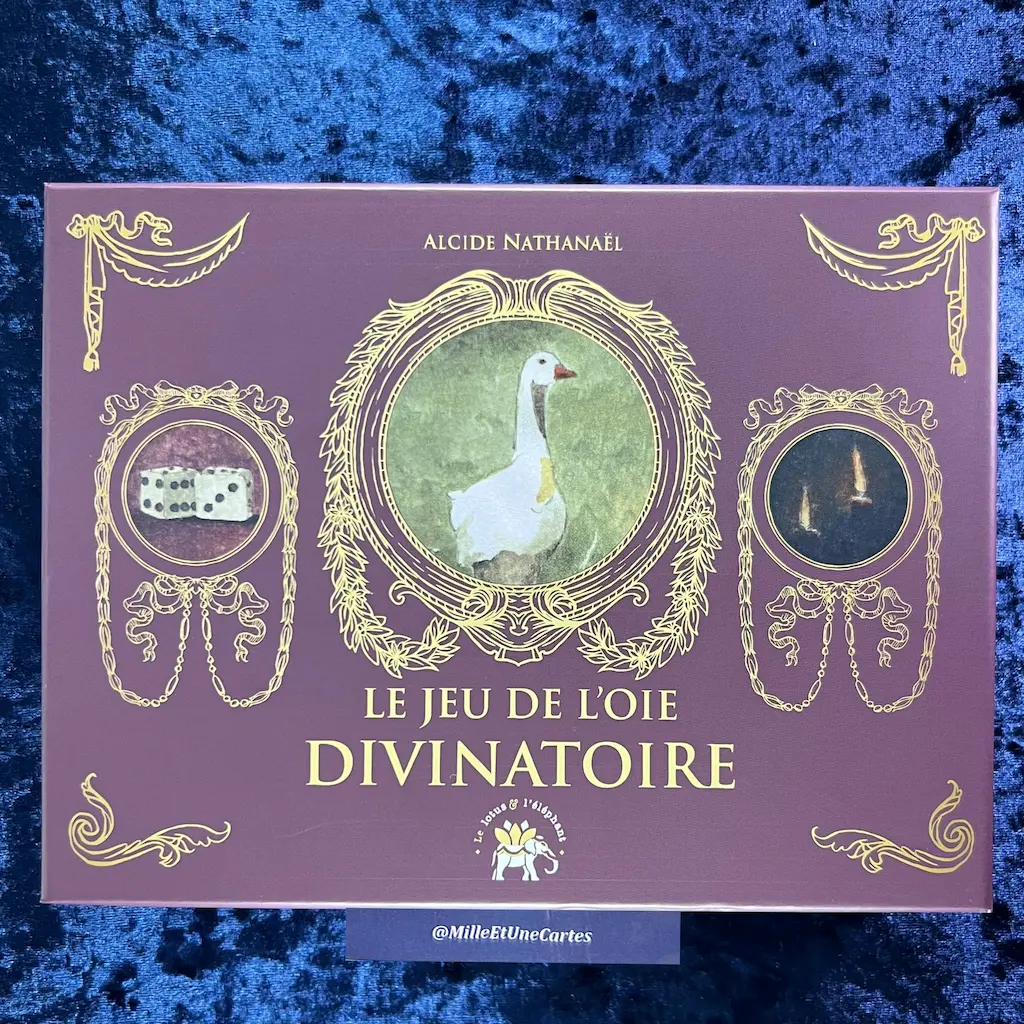 ALCIDE NATHANAËL
LE JEU DE L'OIE
DIVINATOIRE
Le lotus & l'éléphant
@MilleEtUneCartes